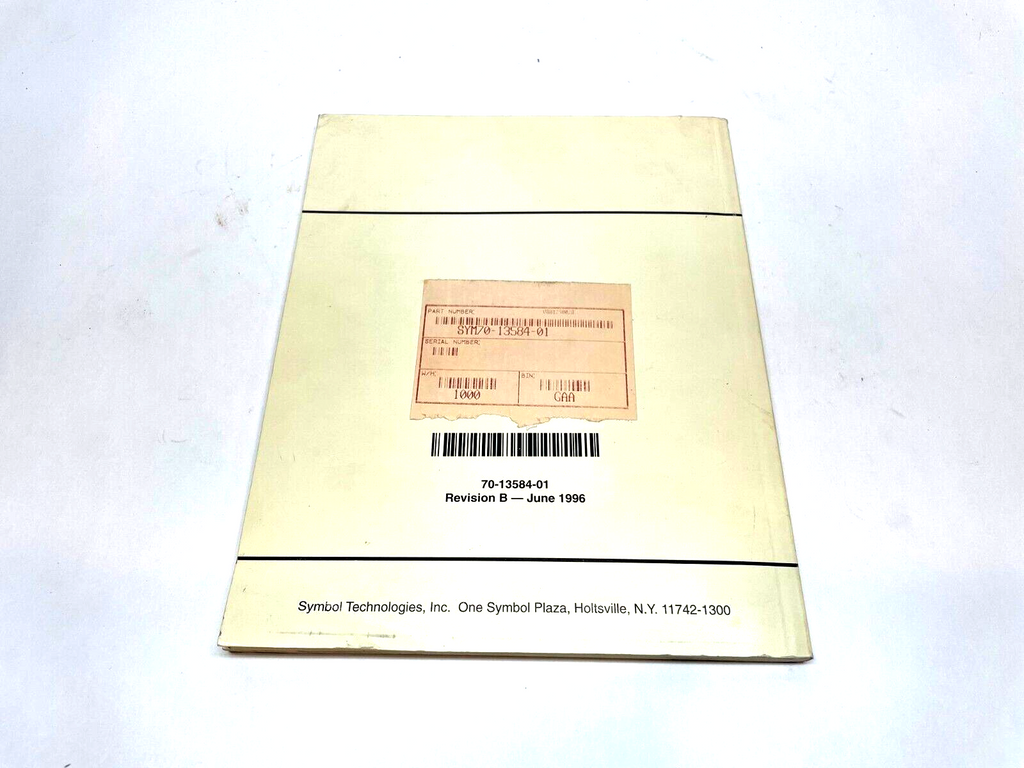 PART NUMBER:
SYM70-13584-01
SERIAL NUMBER:
W/H: BIN:
1000 GAA
70-13584-01
Revision B — June 1996
Symbol Technologies, Inc. One Symbol Plaza, Holtsville, N.Y. 11742-1300